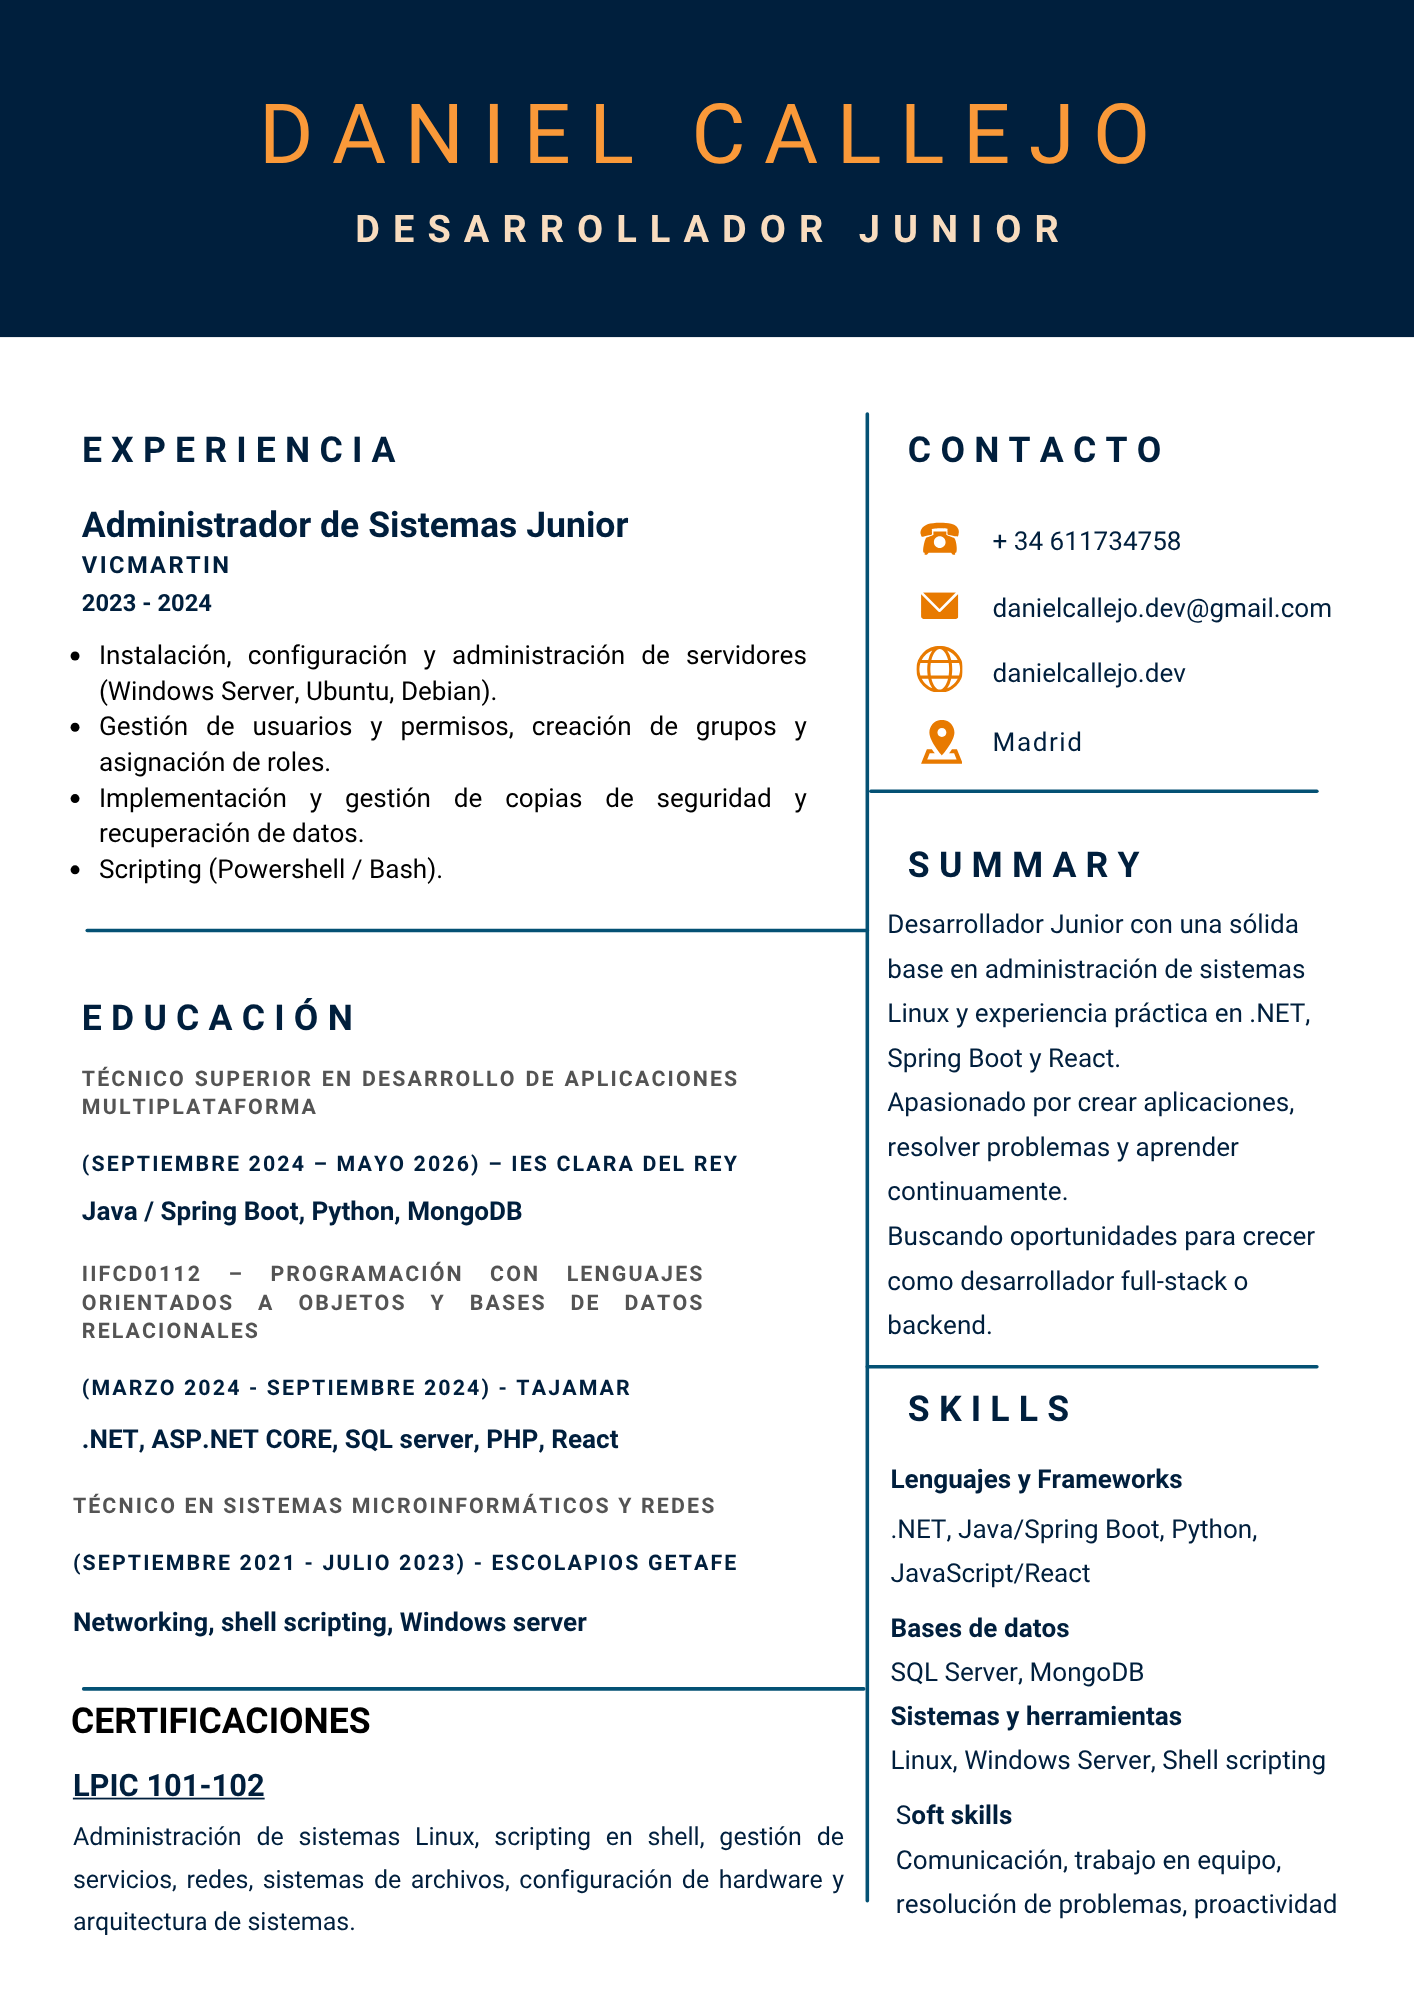 DANIEL CALLEJO
DESARROLLADOR JUNIOR
EXPERIENCIA
Administrador de Sistemas Junior
VICMARTIN
2023 - 2024
• Instalación, configuración y administración de servidores
(Windows Server, Ubuntu, Debian).
• Gestión de usuarios y permisos, creación de grupos y
asignación de roles.
• Implementación y gestión de copias de seguridad y
recuperación de datos.
• Scripting (Powershell / Bash).
EDUCACIÓN
TÉCNICO SUPERIOR EN DESARROLLO DE APLICACIONES
MULTIPLATAFORMA
(SEPTIEMBRE 2024 – MAYO 2026) – IES CLARA DEL REY
Java / Spring Boot, Python, MongoDB
IIFCD0112 – PROGRAMACIÓN CON LENGUAJES
ORIENTADOS A OBJETOS Y BASES DE DATOS
RELACIONALES
(MARZO 2024 - SEPTIEMBRE 2024) - TAJAMAR
.NET, ASP.NET CORE, SQL server, PHP, React
TÉCNICO EN SISTEMAS MICROINFORMÁTICOS Y REDES
(SEPTIEMBRE 2021 - JULIO 2023) - ESCOLAPIOS GETAFE
Networking, shell scripting, Windows server
CERTIFICACIONES
LPIC 101-102
Administración de sistemas Linux, scripting en shell, gestión de
servicios, redes, sistemas de archivos, configuración de hardware y
arquitectura de sistemas.
CONTACTO
+ 34 611734758
danielcallejo.dev@gmail.com
danielcallejo.dev
Madrid
SUMMARY
Desarrollador Junior con una sólida
base en administración de sistemas
Linux y experiencia práctica en .NET,
Spring Boot y React.
Apasionado por crear aplicaciones,
resolver problemas y aprender
continuamente.
Buscando oportunidades para crecer
como desarrollador full-stack o
backend.
SKILLS
Lenguajes y Frameworks
.NET, Java/Spring Boot, Python,
JavaScript/React
Bases de datos
SQL Server, MongoDB
Sistemas y herramientas
Linux, Windows Server, Shell scripting
Soft skills
Comunicación, trabajo en equipo,
resolución de problemas, proactividad